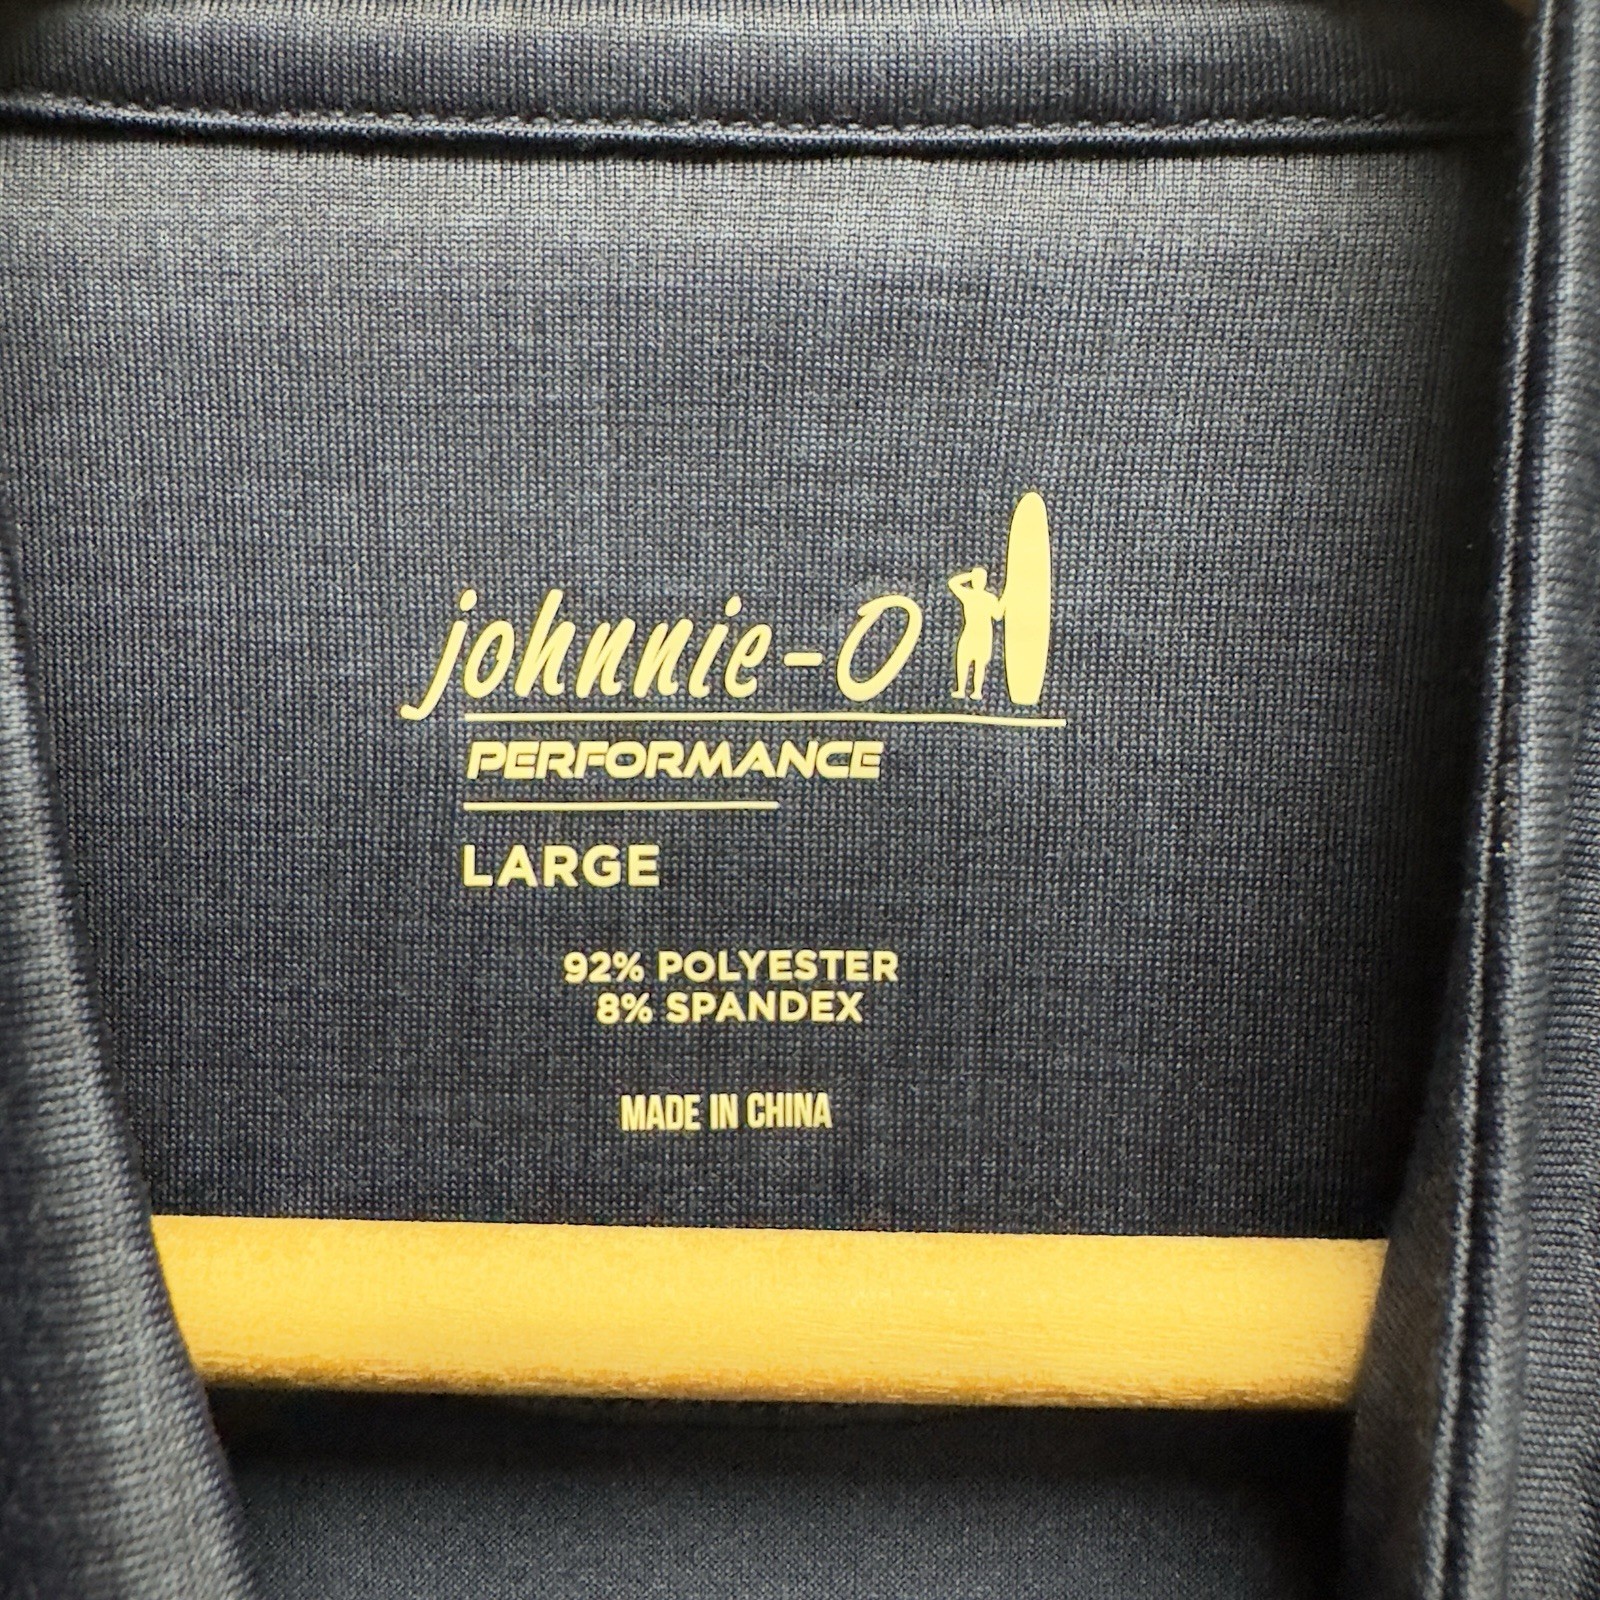 johnnie-O
PERFORMANCE
LARGE
92% POLYESTER
8% SPANDEX
MADE IN CHINA